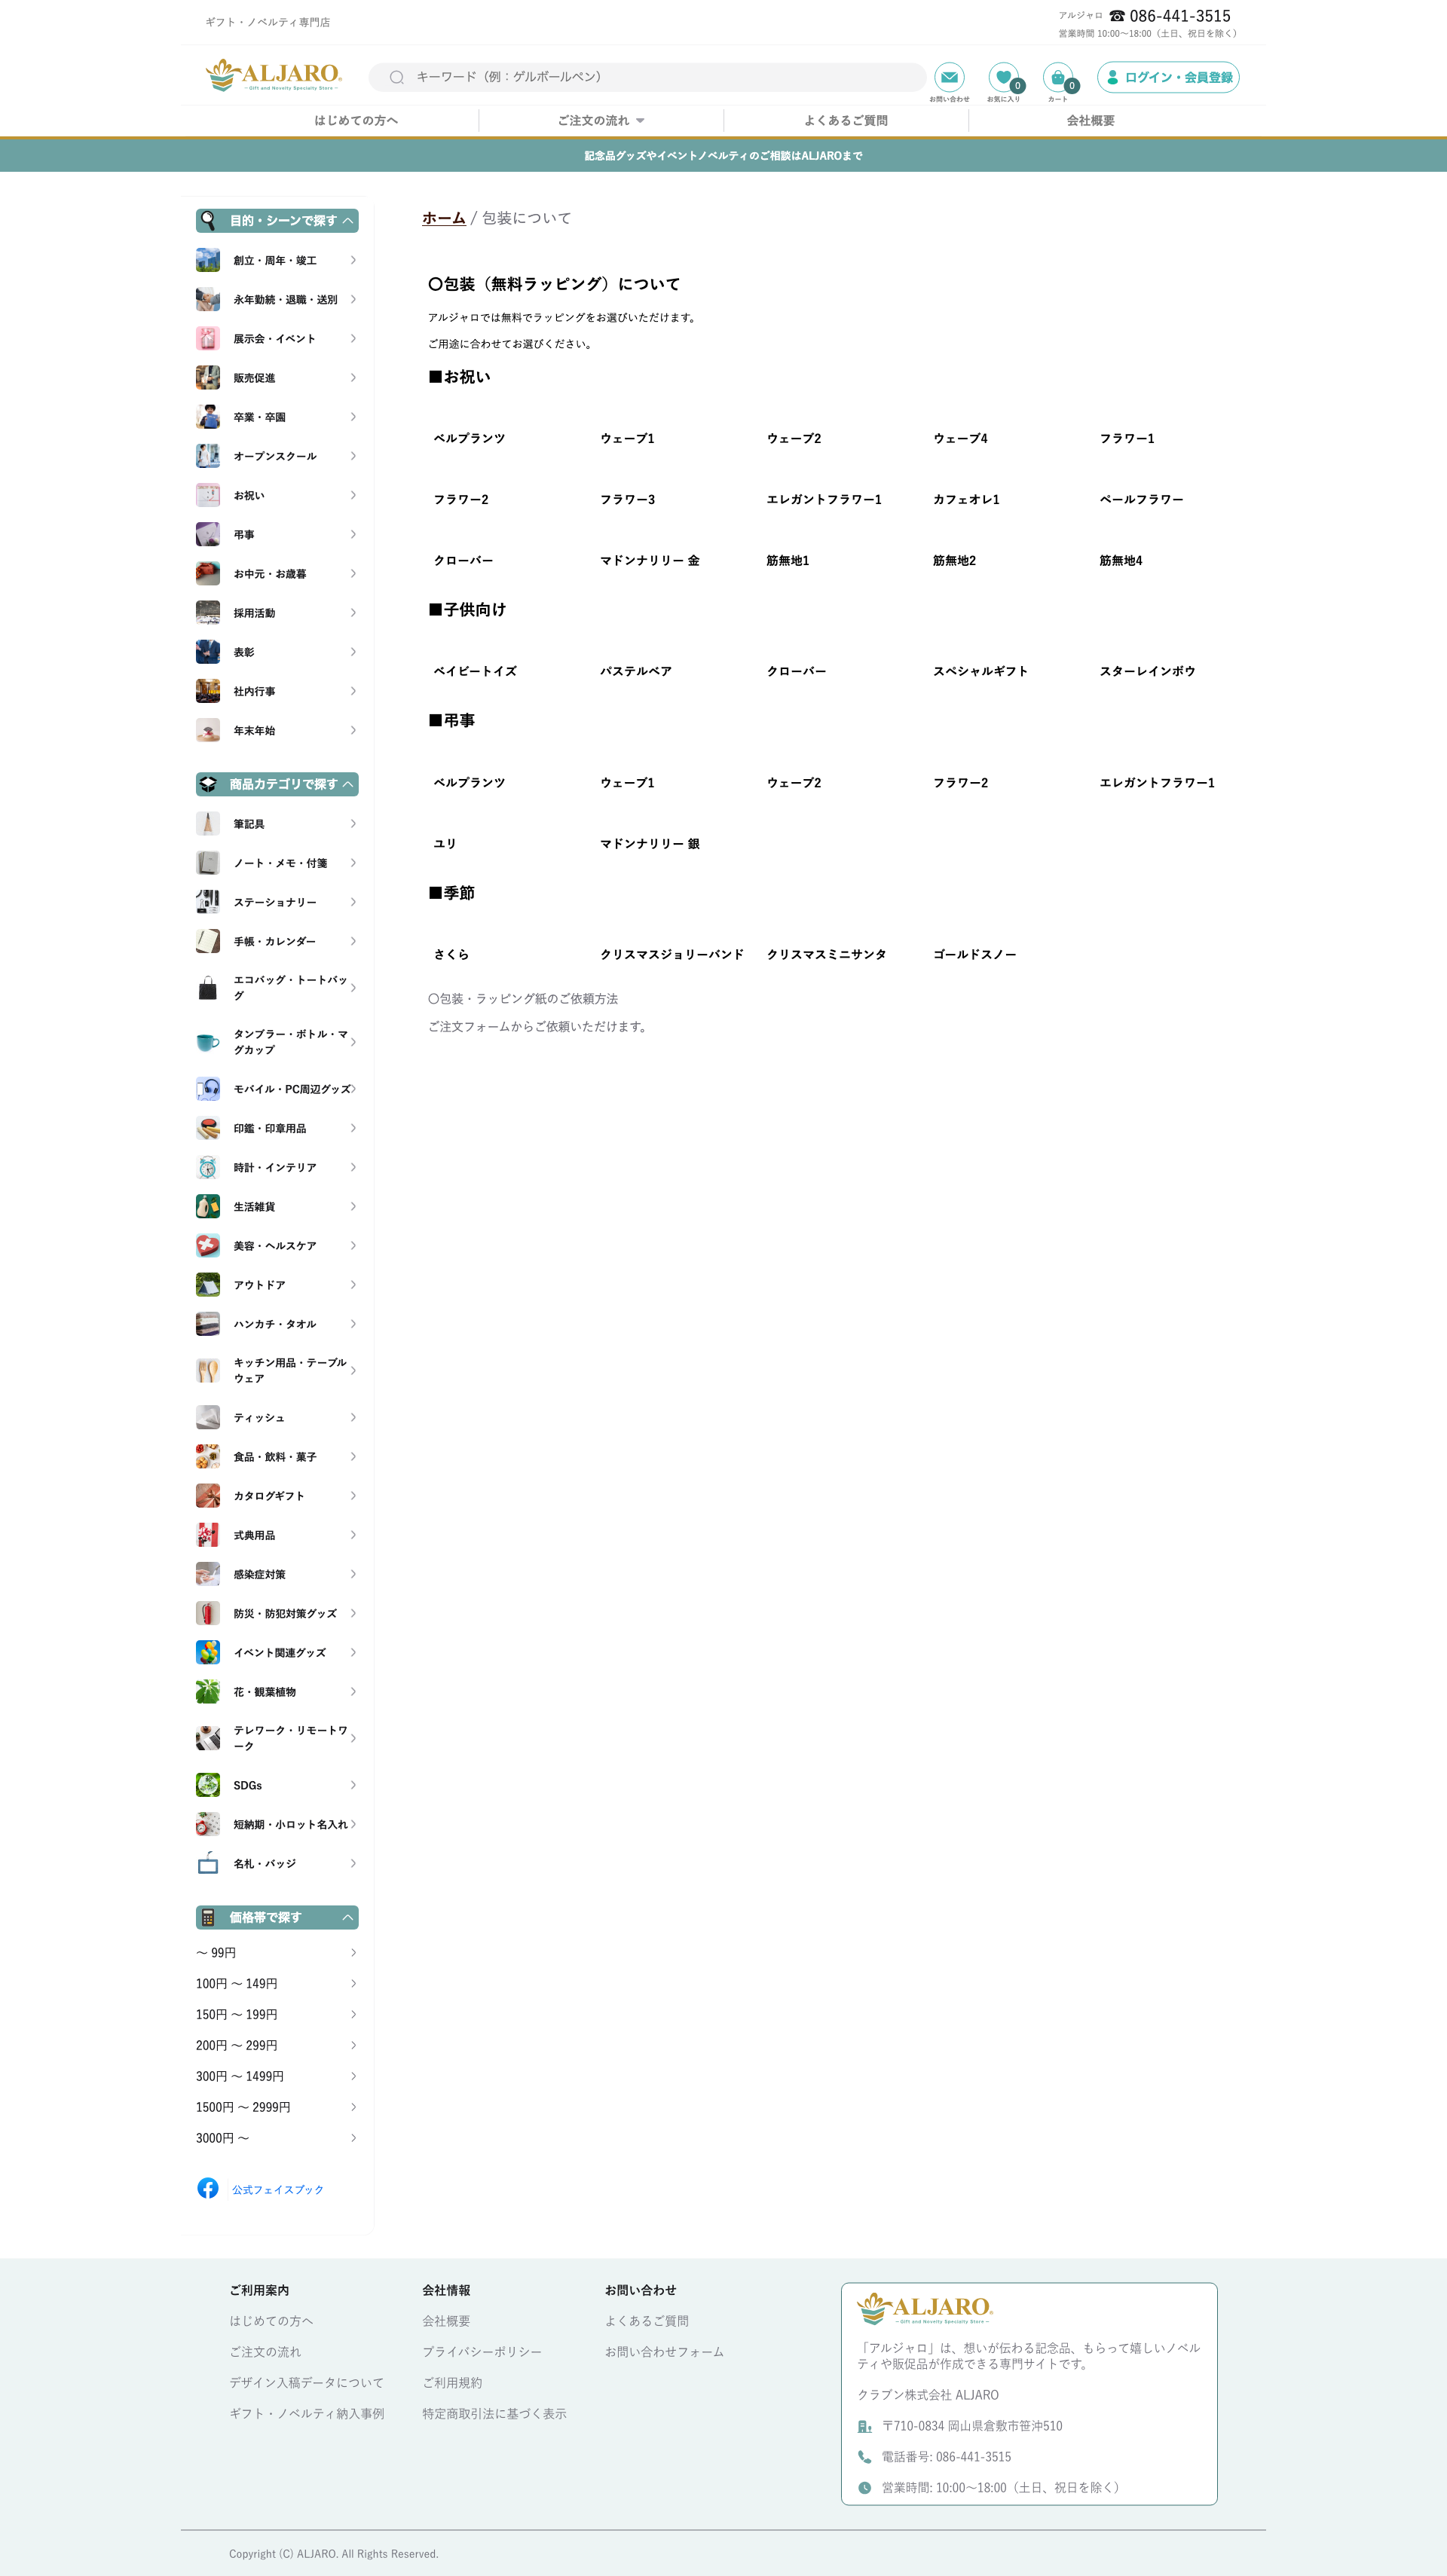 ギフト・ノベルティ専門店
アルジャロ ☎ 086-441-3515
営業時間 10:00～18:00（土日、祝日を除く）
ALJARO.
Gift and Novelty Specialty Store
キーワード（例：ゲルボールペン）
お問い合わせ
0
お気に入り
0
カート
ログイン・会員登録
はじめての方へ
ご注文の流れ
よくあるご質問
会社概要
記念品グッズやイベントノベルティのご相談はALJAROまで
目的・シーンで探す
創立・周年・竣工
永年勤続・退職・送別
展示会・イベント
販売促進
卒業・卒園
オープンスクール
お祝い
弔事
お中元・お歳暮
採用活動
表彰
社内行事
年末年始
商品カテゴリで探す
筆記具
ノート・メモ・付箋
ステーショナリー
手帳・カレンダー
エコバッグ・トートバッ
グ
タンブラー・ボトル・マ
グカップ
モバイル・PC周辺グッズ
印鑑・印章用品
時計・インテリア
生活雑貨
美容・ヘルスケア
アウトドア
ハンカチ・タオル
キッチン用品・テーブル
ウェア
ティッシュ
食品・飲料・菓子
カタログギフト
式典用品
感染症対策
防災・防犯対策グッズ
イベント関連グッズ
花・観葉植物
テレワーク・リモートワ
ーク
SDGs
短納期・小ロット名入れ
名札・バッジ
価格帯で探す
～ 99円
100円 ～ 149円
150円 ～ 199円
200円 ～ 299円
300円 ～ 1499円
1500円 ～ 2999円
3000円 ～
公式フェイスブック
ホーム / 包装について
〇包装（無料ラッピング）について
アルジャロでは無料でラッピングをお選びいただけます。
ご用途に合わせてお選びください。
■お祝い
ベルプランツ
ウェーブ1
ウェーブ2
ウェーブ4
フラワー1
フラワー2
フラワー3
エレガントフラワー1
カフェオレ1
ペールフラワー
クローバー
マドンナリリー 金
筋無地1
筋無地2
筋無地4
■子供向け
ベイビートイズ
パステルベア
クローバー
スペシャルギフト
スターレインボウ
■弔事
ベルプランツ
ウェーブ1
ウェーブ2
フラワー2
エレガントフラワー1
ユリ
マドンナリリー 銀
■季節
さくら
クリスマスジョリーバンド
クリスマスミニサンタ
ゴールドスノー
〇包装・ラッピング紙のご依頼方法
ご注文フォームからご依頼いただけます。
ご利用案内
はじめての方へ
ご注文の流れ
デザイン入稿データについて
ギフト・ノベルティ納入事例
会社情報
会社概要
プライバシーポリシー
ご利用規約
特定商取引法に基づく表示
お問い合わせ
よくあるご質問
お問い合わせフォーム
ALJARO.
Gift and Novelty Specialty Store
「アルジャロ」は、想いが伝わる記念品、もらって嬉しいノベル
ティや販促品が作成できる専門サイトです。
クラブン株式会社 ALJARO
〒710-0834 岡山県倉敷市笹沖510
電話番号: 086-441-3515
営業時間: 10:00～18:00（土日、祝日を除く）
Copyright (C) ALJARO. All Rights Reserved.